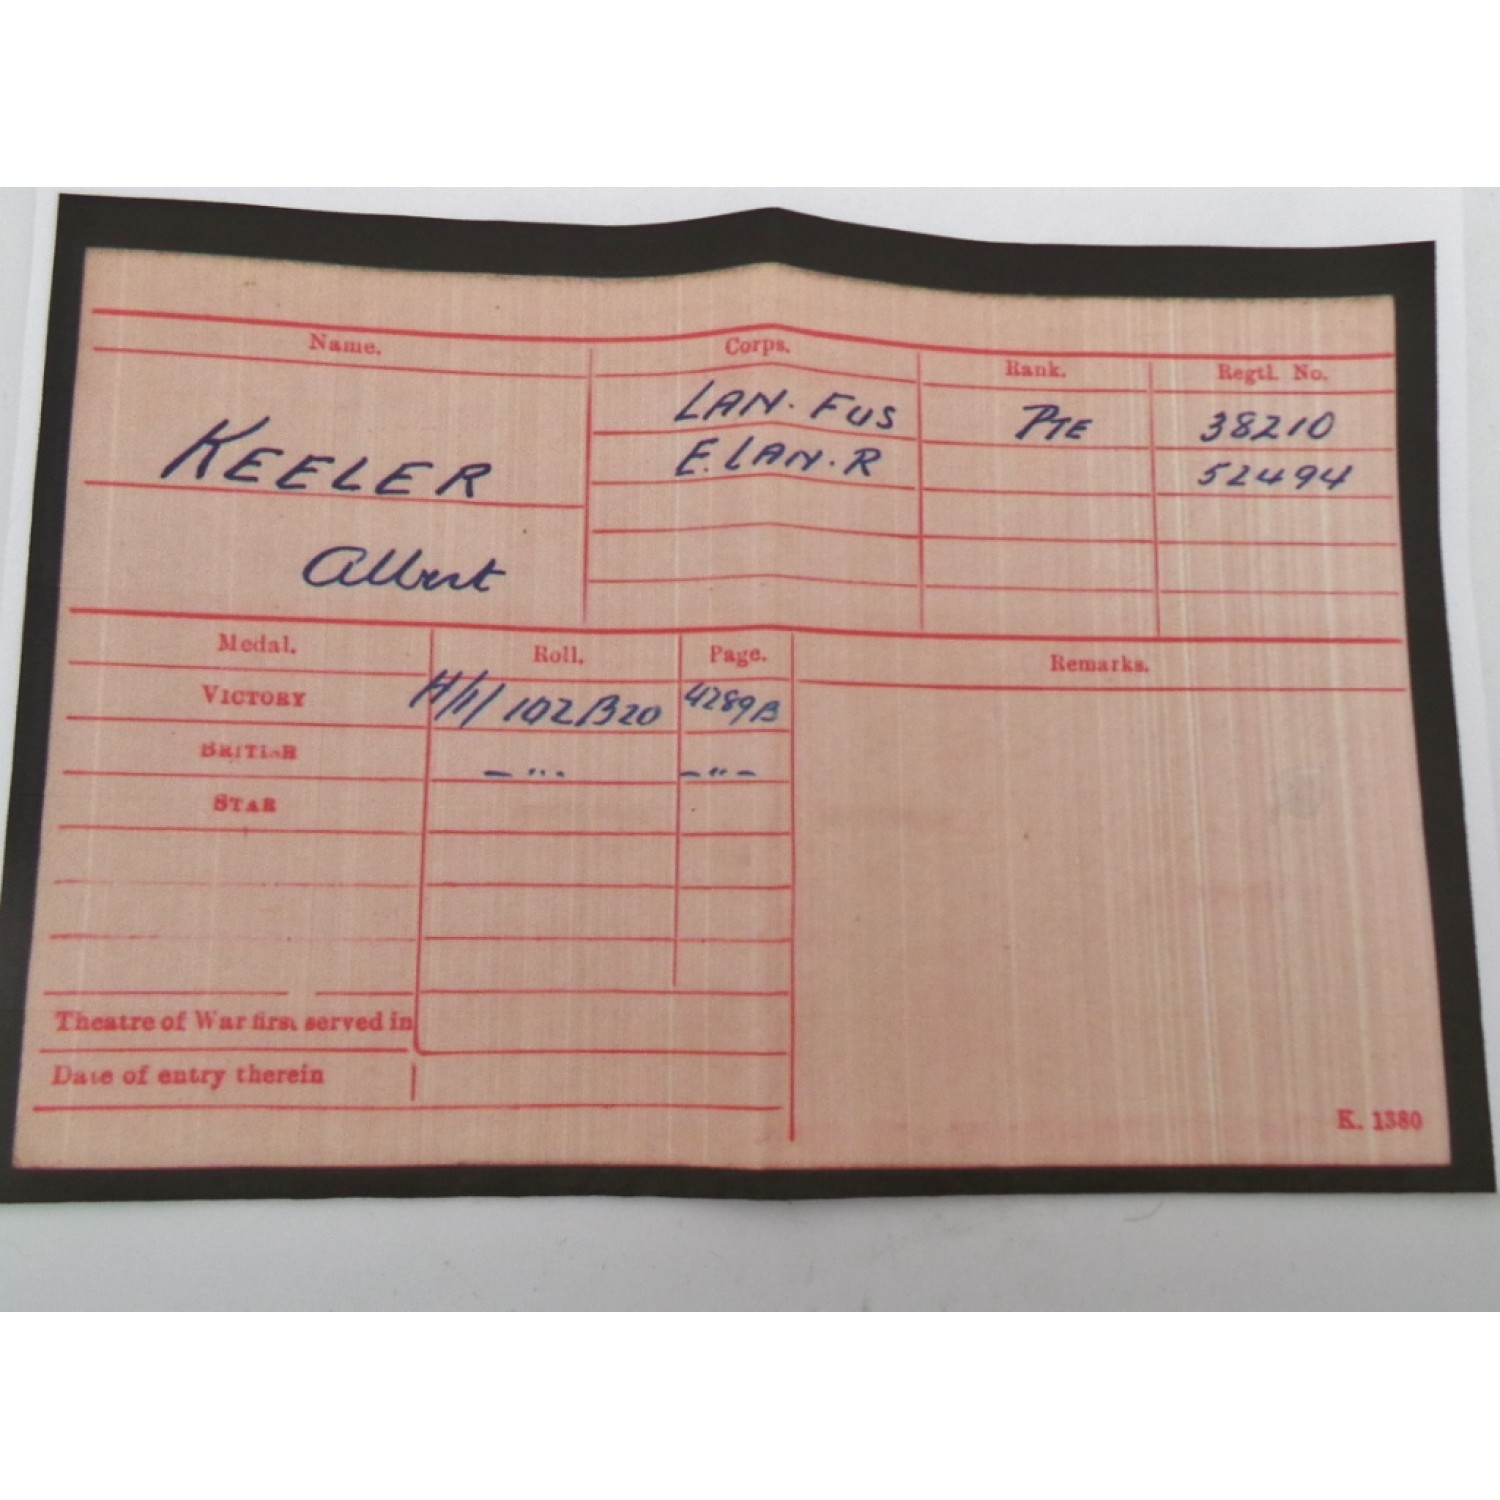 Name. Corps. Rank. Regtl. No.
KEELER LAN. FUS PTE 38210
E. LAN. R 52494
Albert
Medal. Roll. Page. Remarks.
VICTORY H/1/102B20 4289B
BRITISH - " - - " -
STAR
Theatre of War first served in
Date of entry therein
K. 1380